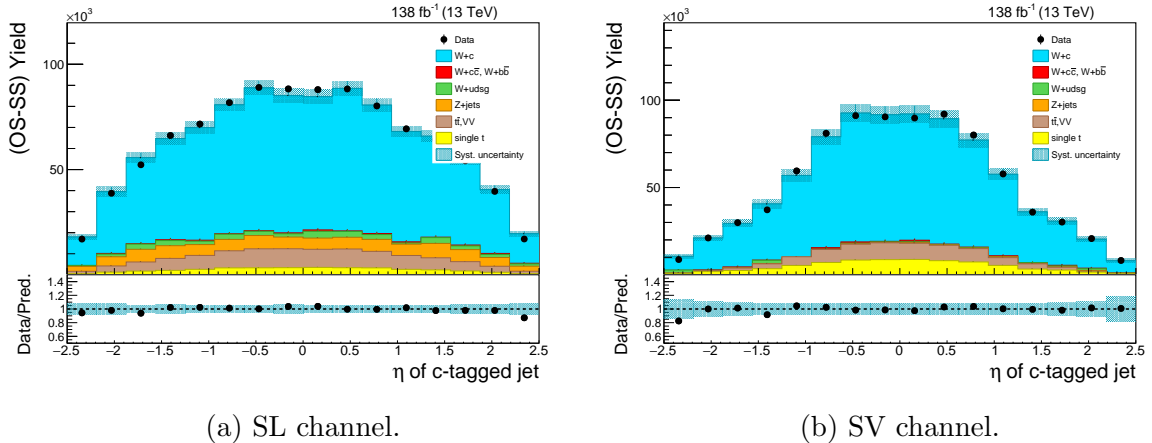 ×10³ 138 fb⁻¹ (13 TeV)
(OS-SS) Yield
100
50
Data
W+c
W+cc̅, W+bb̅
W+udsg
Z+jets
tt̅,VV
single t
Syst. uncertainty
Data/Pred.
1.4
1.2
1
0.8
0.6
−2.5 −2 −1.5 −1 −0.5 0 0.5 1 1.5 2 2.5
η of c-tagged jet
(a) SL channel.
×10³ 138 fb⁻¹ (13 TeV)
(OS-SS) Yield
100
50
Data
W+c
W+cc̅, W+bb̅
W+udsg
Z+jets
tt̅,VV
single t
Syst. uncertainty
Data/Pred.
1.4
1.2
1
0.8
0.6
−2.5 −2 −1.5 −1 −0.5 0 0.5 1 1.5 2 2.5
η of c-tagged jet
(b) SV channel.